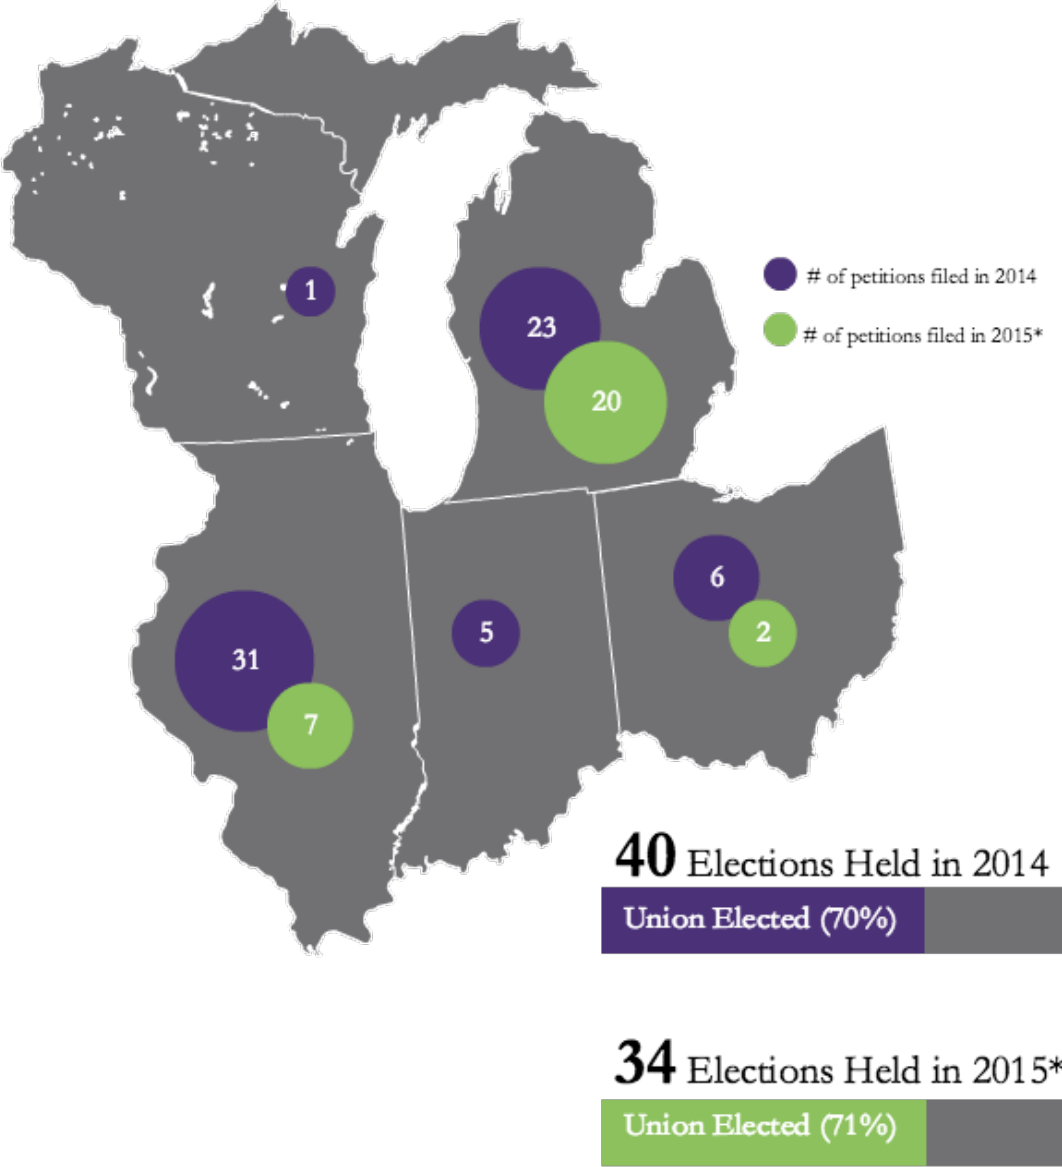 1
# of petitions filed in 2014
23
# of petitions filed in 2015*
20
6
5
2
31
7
40 Elections Held in 2014
Union Elected (70%)
34 Elections Held in 2015*
Union Elected (71%)